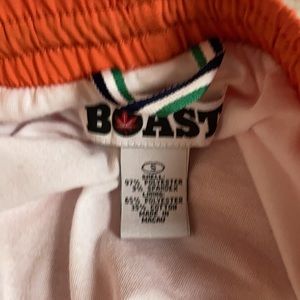 BOAST
S
SHELL:
97% POLYESTER
3% SPANDEX
LINING:
65% POLYESTER
35% COTTON
MADE IN
MACAU